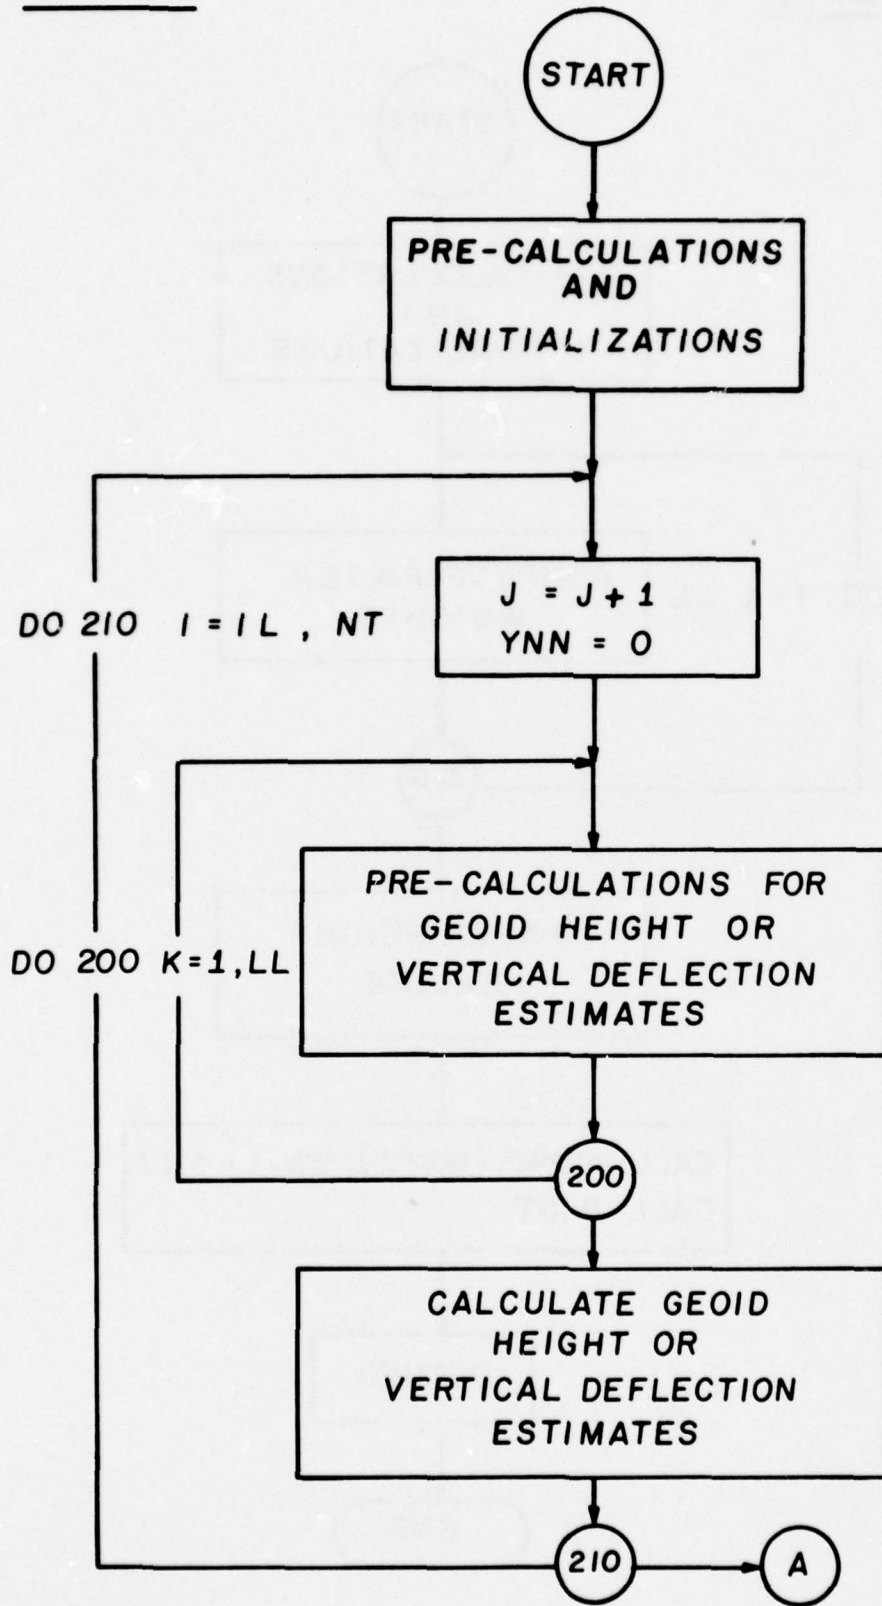 START
PRE-CALCULATIONS
AND
INITIALIZATIONS
J = J + 1
YNN = 0
DO 210 I = IL , NT
PRE-CALCULATIONS FOR
GEOID HEIGHT OR
VERTICAL DEFLECTION
ESTIMATES
DO 200 K=1,LL
200
CALCULATE GEOID
HEIGHT OR
VERTICAL DEFLECTION
ESTIMATES
210
A